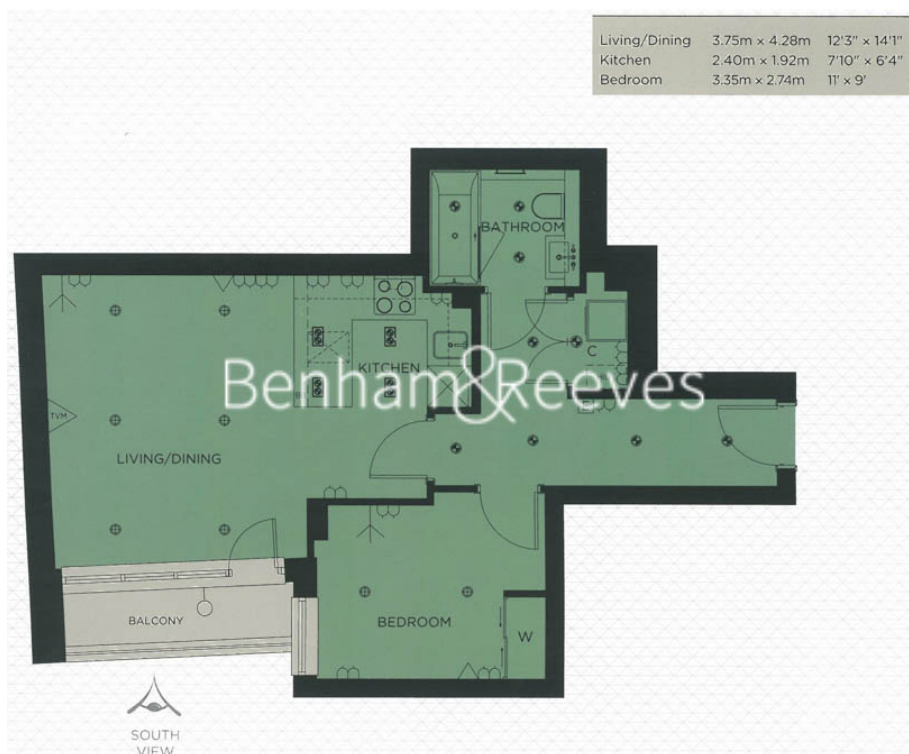 Living/Dining 3.75m × 4.28m 12'3" × 14'1"
Kitchen 2.40m × 1.92m 7'10" × 6'4"
Bedroom 3.35m × 2.74m 11' × 9'
BATHROOM
C
KITCHEN
Benham&Reeves
TVM
E
LIVING/DINING
BALCONY
BEDROOM
W
SOUTH
VIEW